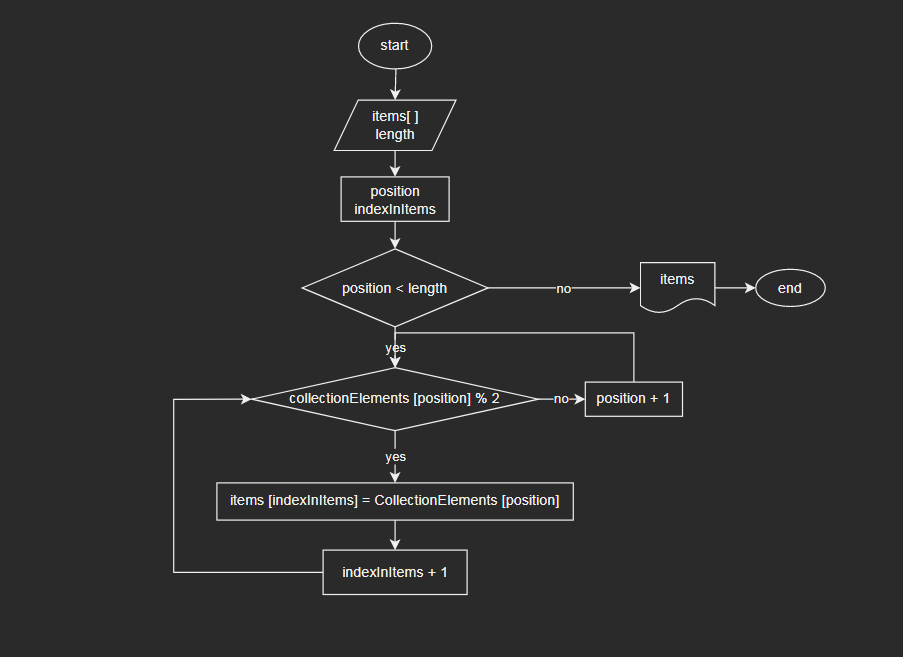 start
items[ ]
length
position
indexInItems
position < length
no
items
end
yes
collectionElements [position] % 2
no
position + 1
yes
items [indexInItems] = CollectionElements [position]
indexInItems + 1